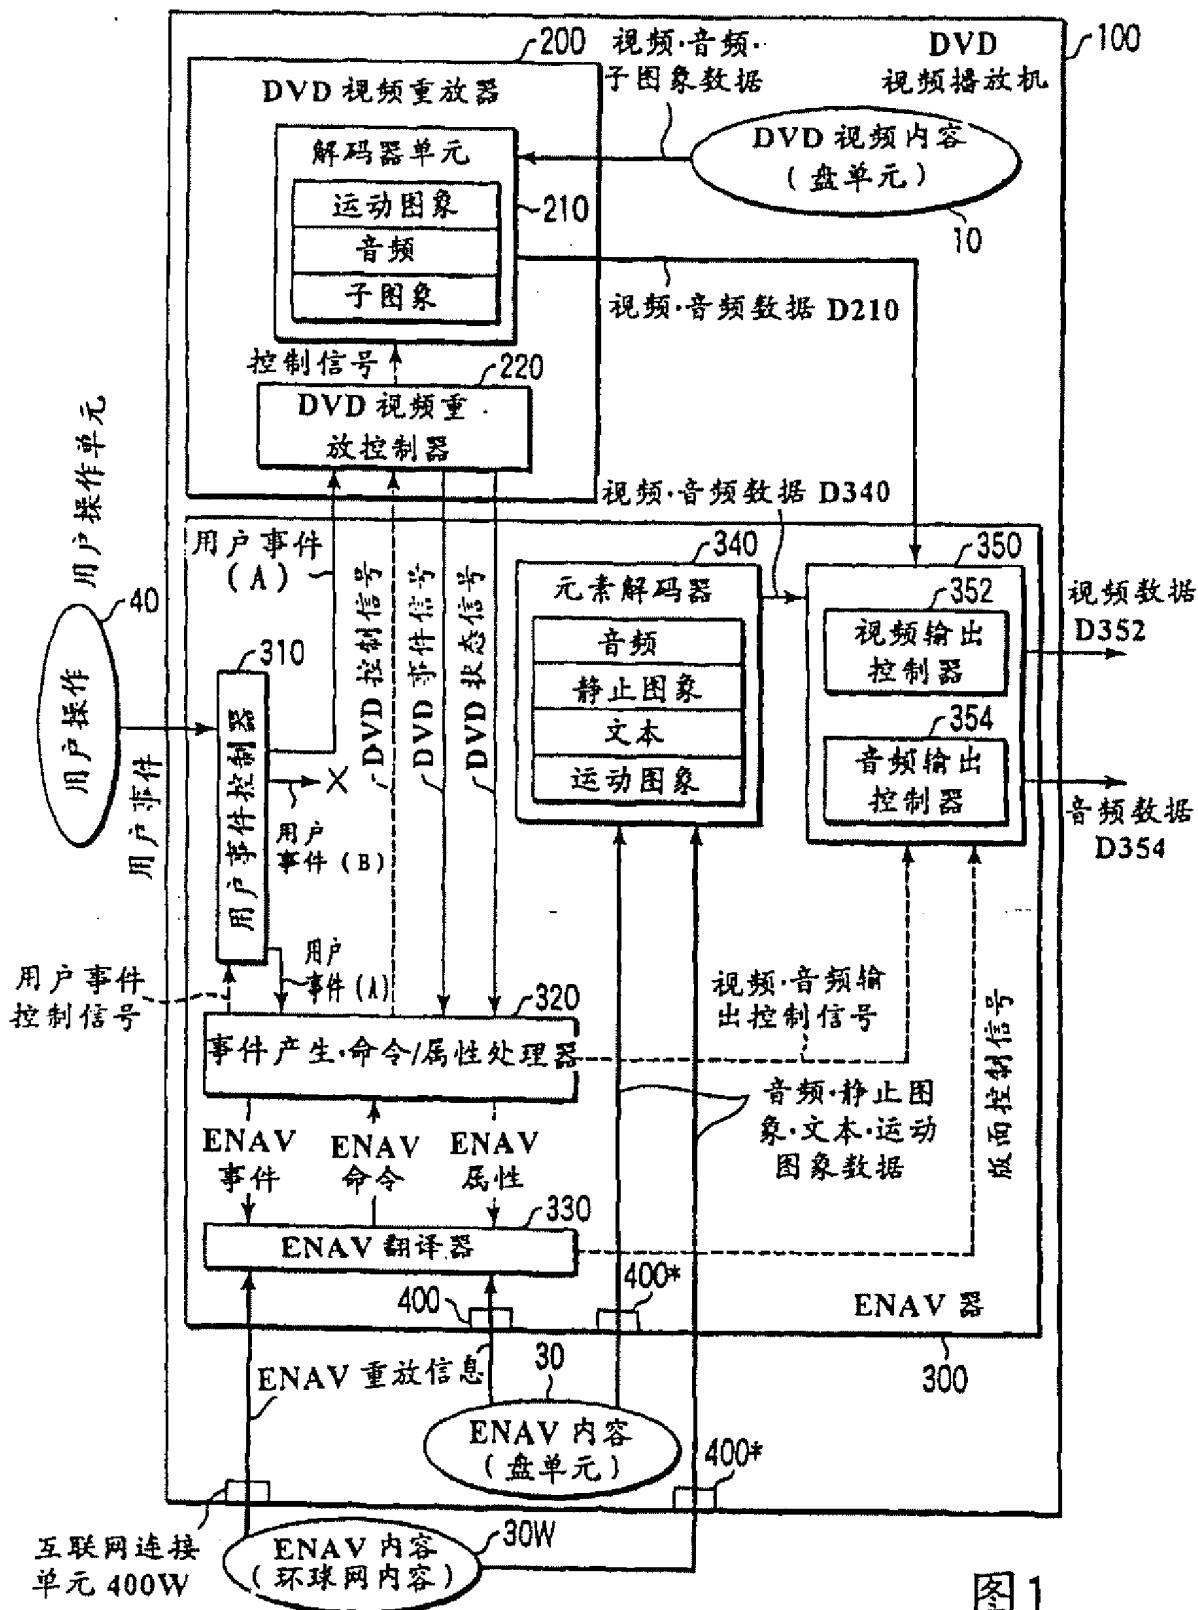 200
视频·音频·
子图象数据
DVD
视频播放机
100
DVD 视频重放器
解码器单元
运动图象
音频
子图象
210
DVD 视频内容
(盘单元)
10
视频·音频数据 D210
控制信号
220
DVD 视频重
放控制器
视频·音频数据 D340
用户操作单元
40
用户操作
用户事件
用户事件
(A)
310
用户事件控制器
DVD 控制信号
DVD 事件信号
DVD 状态信号
用户
事件(B)
用户
事件(A)
用户事件
控制信号
340
元素解码器
音频
静止图象
文本
运动图象
350
352
视频输出
控制器
354
音频输出
控制器
视频数据
D352
音频数据
D354
320
事件产生·命令/属性处理器
视频·音频输
出控制信号
版面控制信号
音频·静止图
象·文本·运动
图象数据
ENAV
事件
ENAV
命令
ENAV
属性
330
ENAV 翻译器
400
400*
ENAV 器
300
ENAV 重放信息
30
ENAV 内容
(盘单元)
400*
互联网连接
单元 400W
ENAV 内容
(环球网内容)
30W
图1